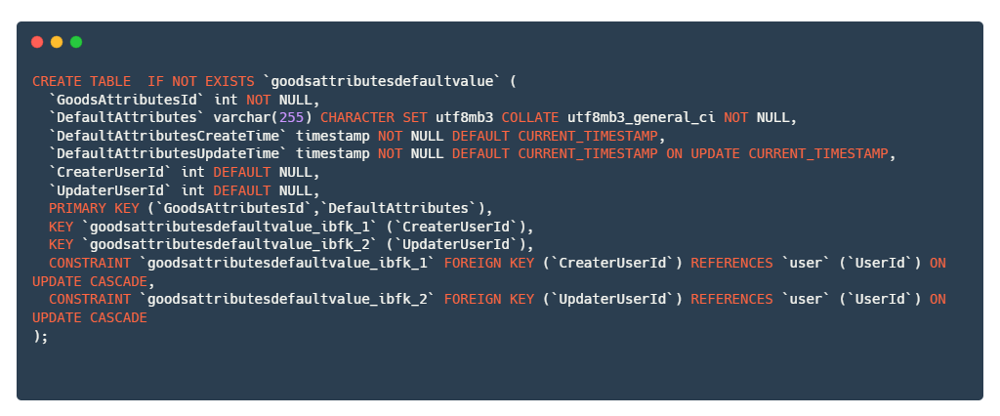 CREATE TABLE  IF NOT EXISTS `goodsattributesdefaultvalue` (
  `GoodsAttributesId` int NOT NULL,
  `DefaultAttributes` varchar(255) CHARACTER SET utf8mb3 COLLATE utf8mb3_general_ci NOT NULL,
  `DefaultAttributesCreateTime` timestamp NOT NULL DEFAULT CURRENT_TIMESTAMP,
  `DefaultAttributesUpdateTime` timestamp NOT NULL DEFAULT CURRENT_TIMESTAMP ON UPDATE CURRENT_TIMESTAMP,
  `CreaterUserId` int DEFAULT NULL,
  `UpdaterUserId` int DEFAULT NULL,
  PRIMARY KEY (`GoodsAttributesId`,`DefaultAttributes`),
  KEY `goodsattributesdefaultvalue_ibfk_1` (`CreaterUserId`),
  KEY `goodsattributesdefaultvalue_ibfk_2` (`UpdaterUserId`),
  CONSTRAINT `goodsattributesdefaultvalue_ibfk_1` FOREIGN KEY (`CreaterUserId`) REFERENCES `user` (`UserId`) ON
UPDATE CASCADE,
  CONSTRAINT `goodsattributesdefaultvalue_ibfk_2` FOREIGN KEY (`UpdaterUserId`) REFERENCES `user` (`UserId`) ON
UPDATE CASCADE
);